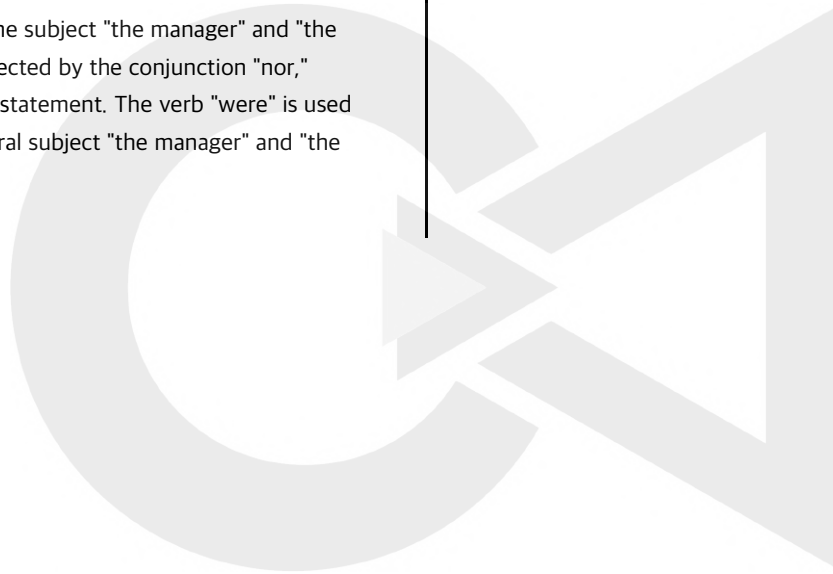 he subject "the manager" and "the
ected by the conjunction "nor,"
statement. The verb "were" is used
ral subject "the manager" and "the